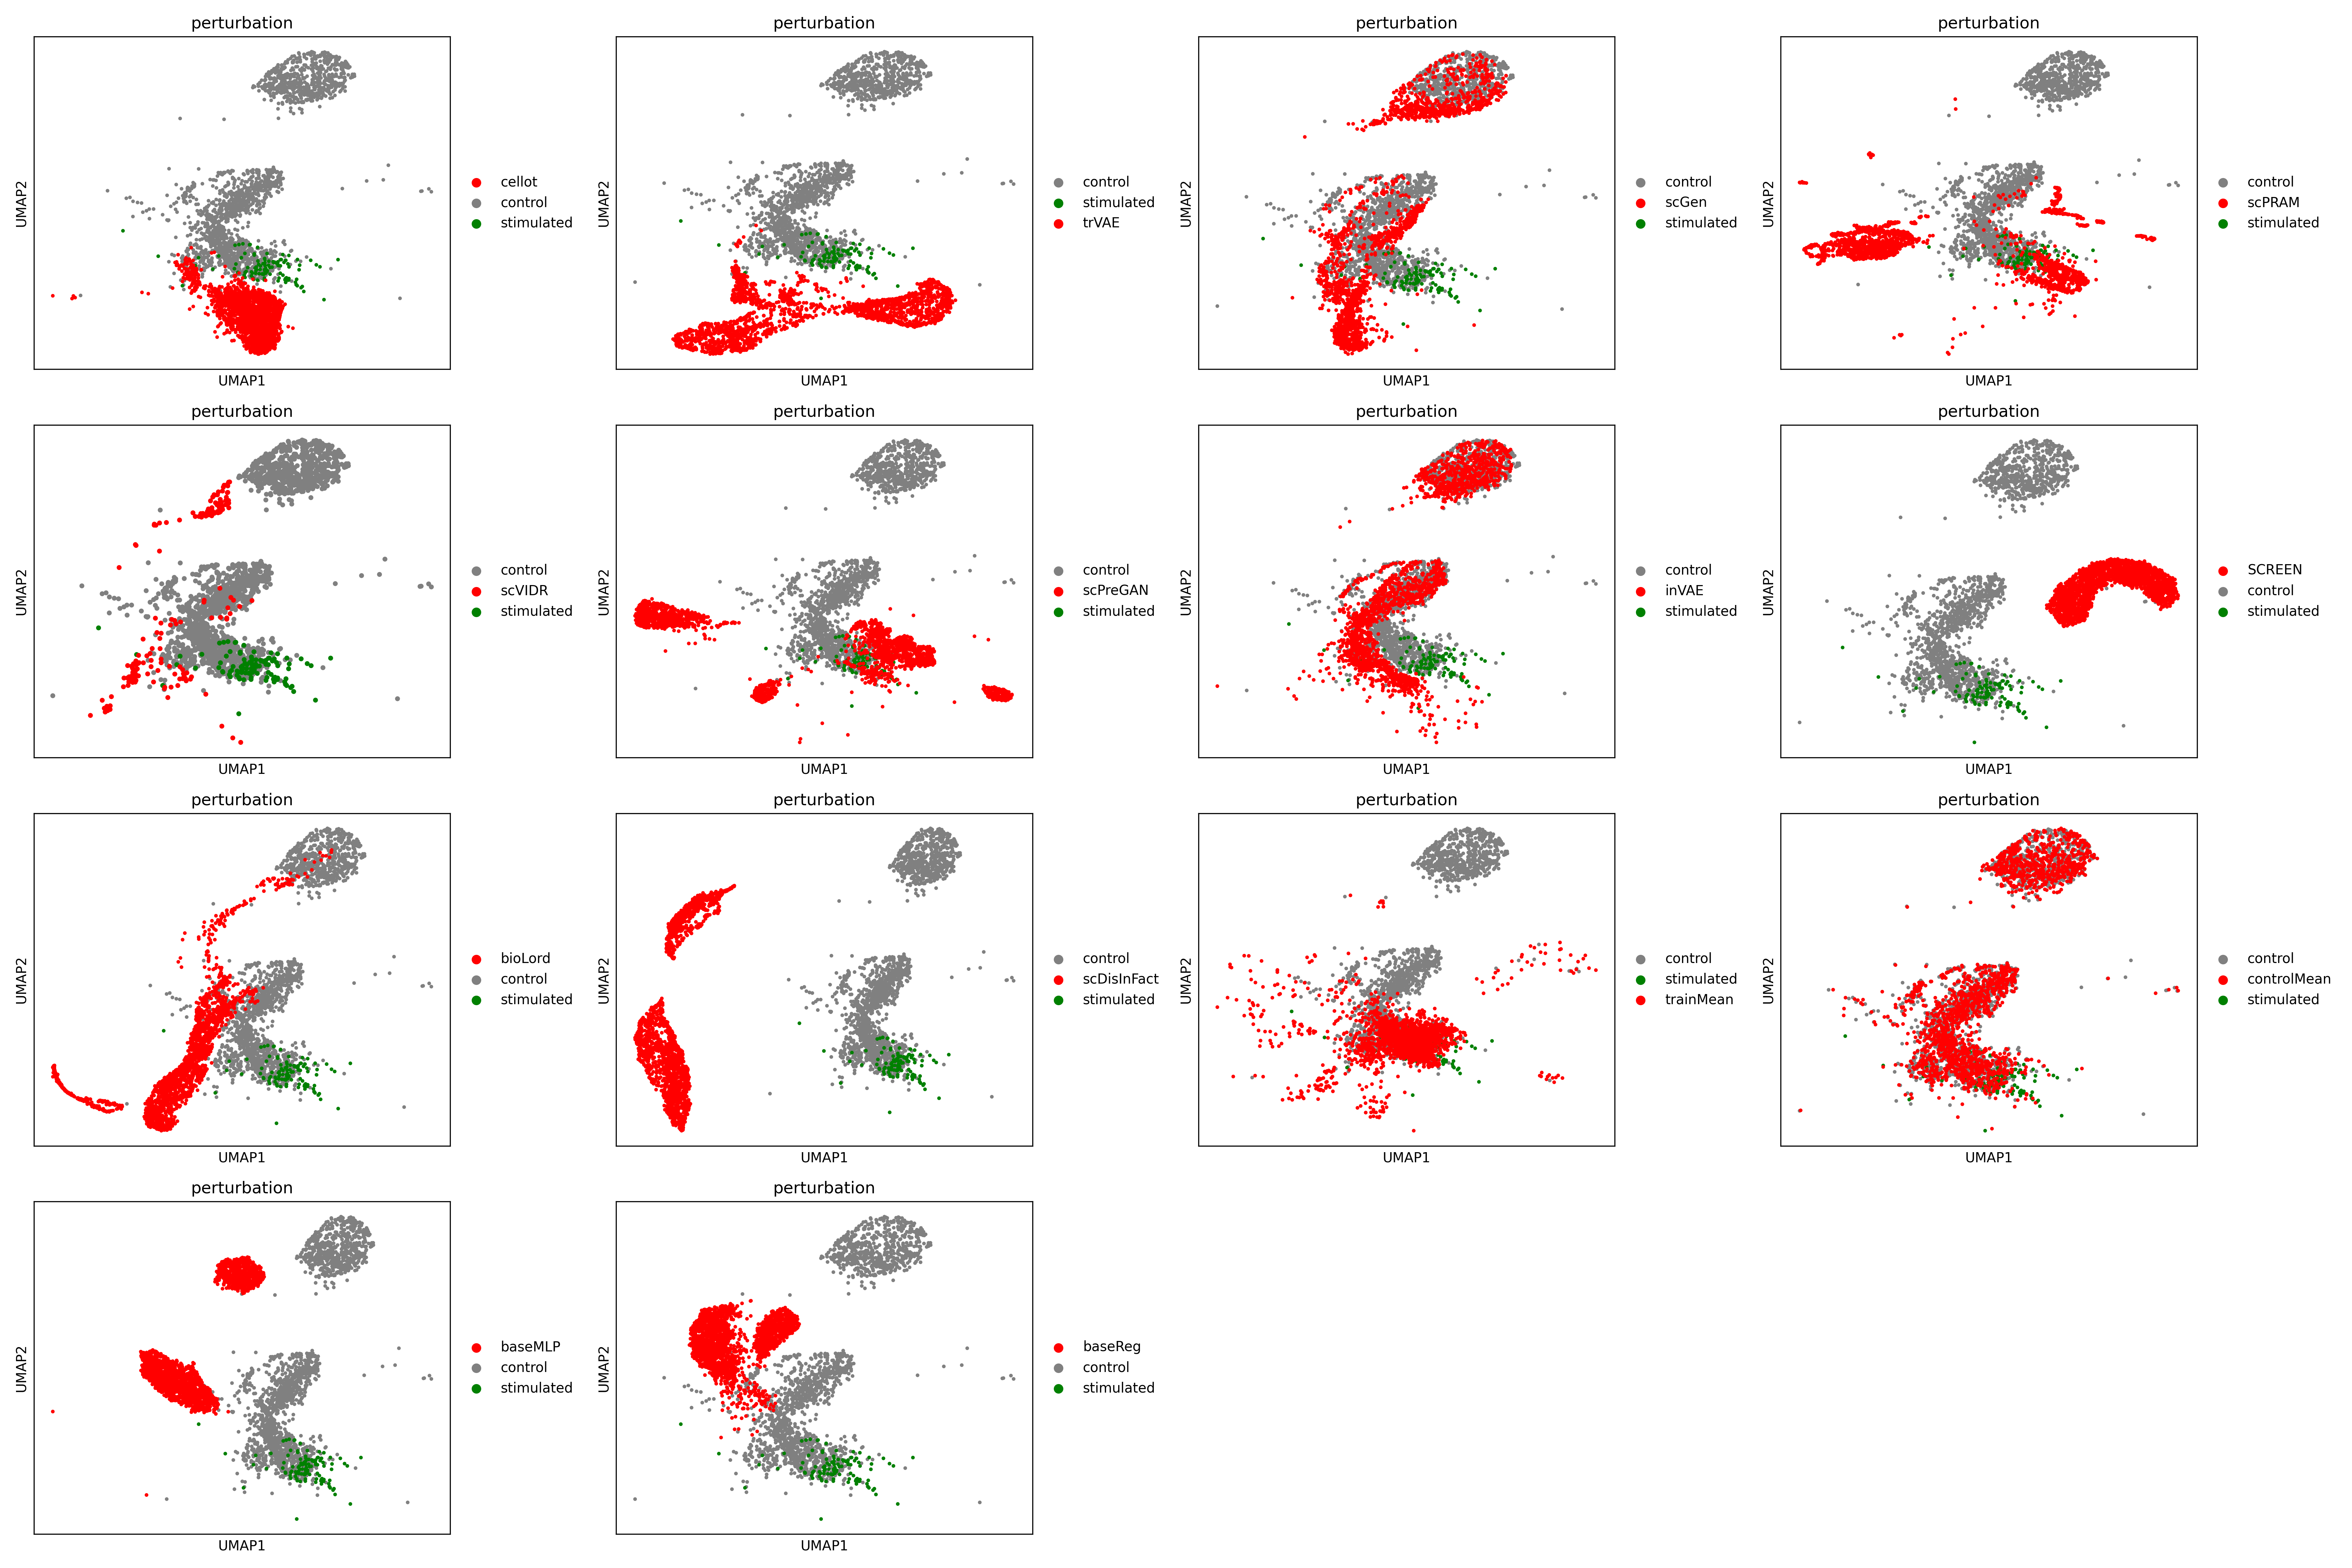 perturbation
UMAP2
UMAP1
cellot
control
stimulated
perturbation
UMAP2
UMAP1
control
stimulated
trVAE
perturbation
UMAP2
UMAP1
control
scGen
stimulated
perturbation
UMAP2
UMAP1
control
scPRAM
stimulated
perturbation
UMAP2
UMAP1
control
scVIDR
stimulated
perturbation
UMAP2
UMAP1
control
scPreGAN
stimulated
perturbation
UMAP2
UMAP1
control
inVAE
stimulated
perturbation
UMAP2
UMAP1
SCREEN
control
stimulated
perturbation
UMAP2
UMAP1
bioLord
control
stimulated
perturbation
UMAP2
UMAP1
control
scDisInFact
stimulated
perturbation
UMAP2
UMAP1
control
stimulated
trainMean
perturbation
UMAP2
UMAP1
control
controlMean
stimulated
perturbation
UMAP2
UMAP1
baseMLP
control
stimulated
perturbation
UMAP2
UMAP1
baseReg
control
stimulated